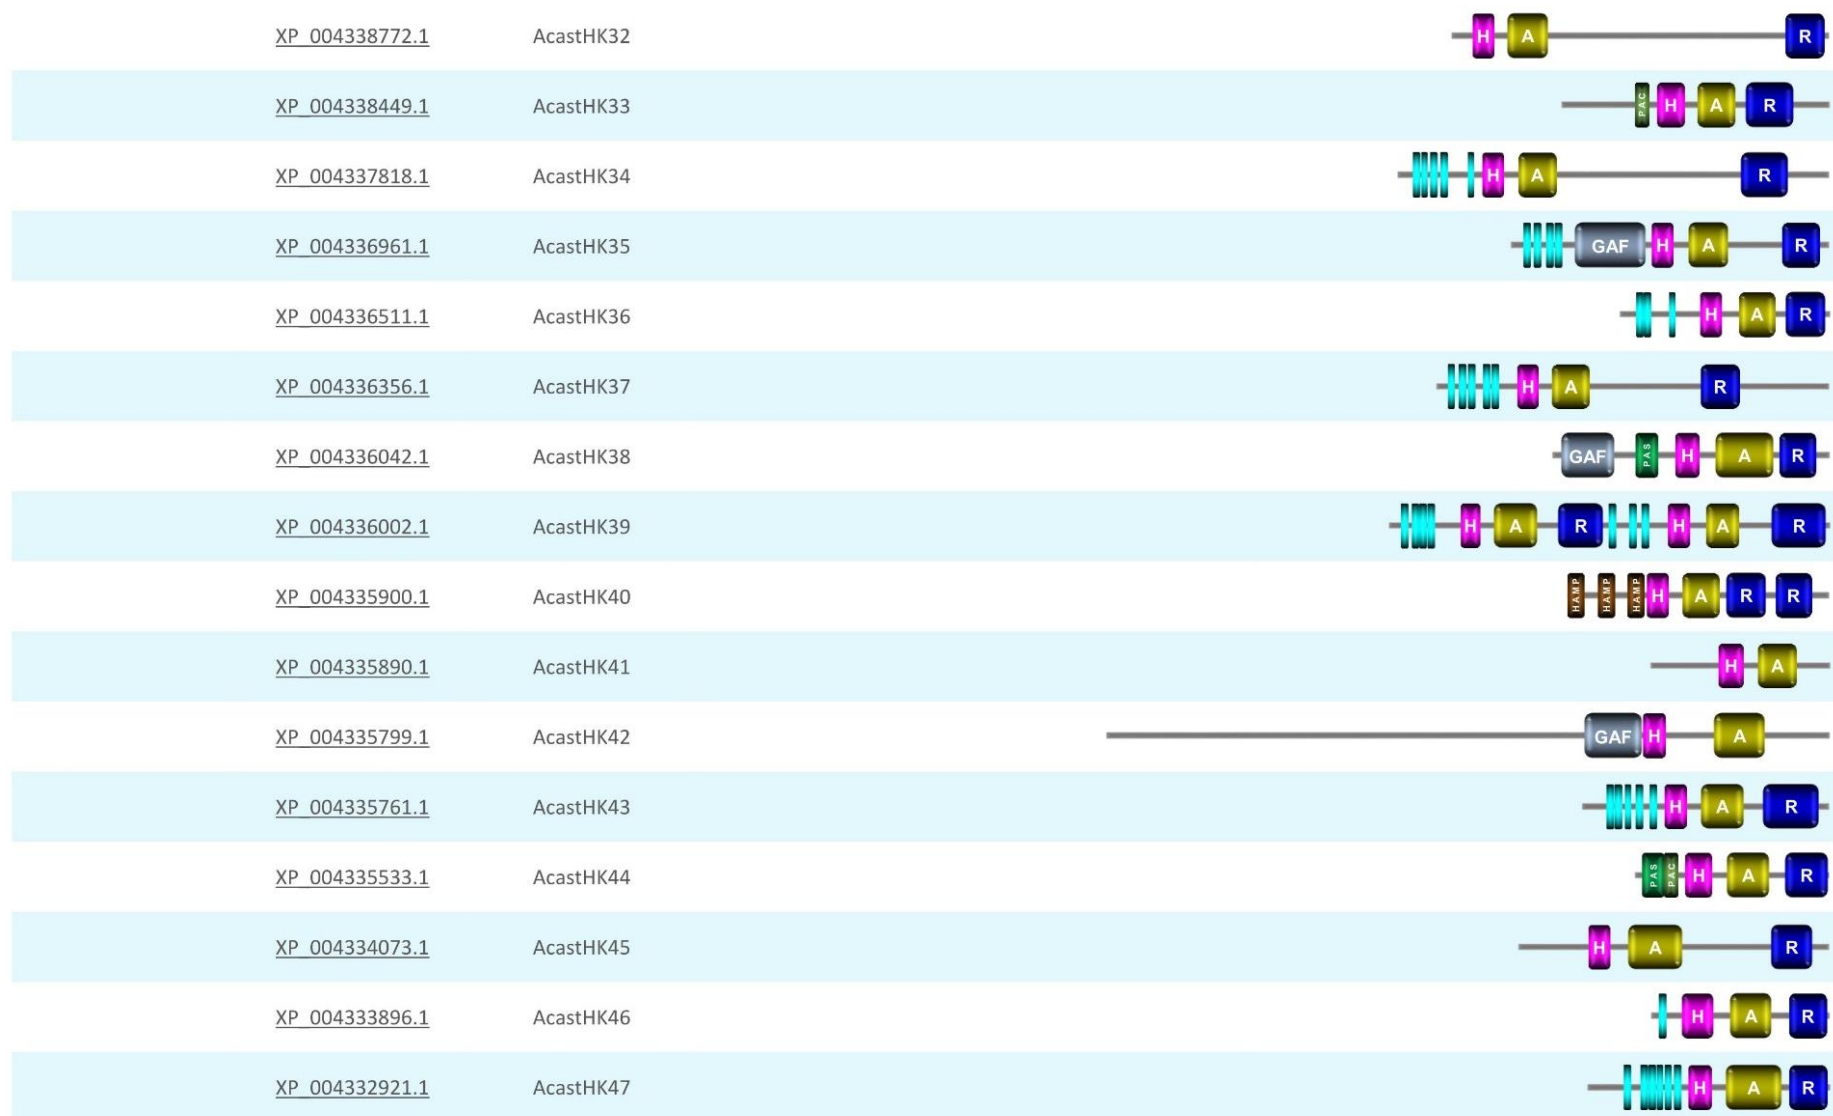 XP_004338772.1 AcastHK32 H A R
XP_004338449.1 AcastHK33 PAC H A R
XP_004337818.1 AcastHK34 H A R
XP_004336961.1 AcastHK35 GAF H A R
XP_004336511.1 AcastHK36 H A R
XP_004336356.1 AcastHK37 H A R
XP_004336042.1 AcastHK38 GAF PAS H A R
XP_004336002.1 AcastHK39 H A R H A R
XP_004335900.1 AcastHK40 HAMP HAMP HAMP H A R R
XP_004335890.1 AcastHK41 H A
XP_004335799.1 AcastHK42 GAF H A
XP_004335761.1 AcastHK43 H A R
XP_004335533.1 AcastHK44 PAS PAC H A R
XP_004334073.1 AcastHK45 H A R
XP_004333896.1 AcastHK46 H A R
XP_004332921.1 AcastHK47 H A R